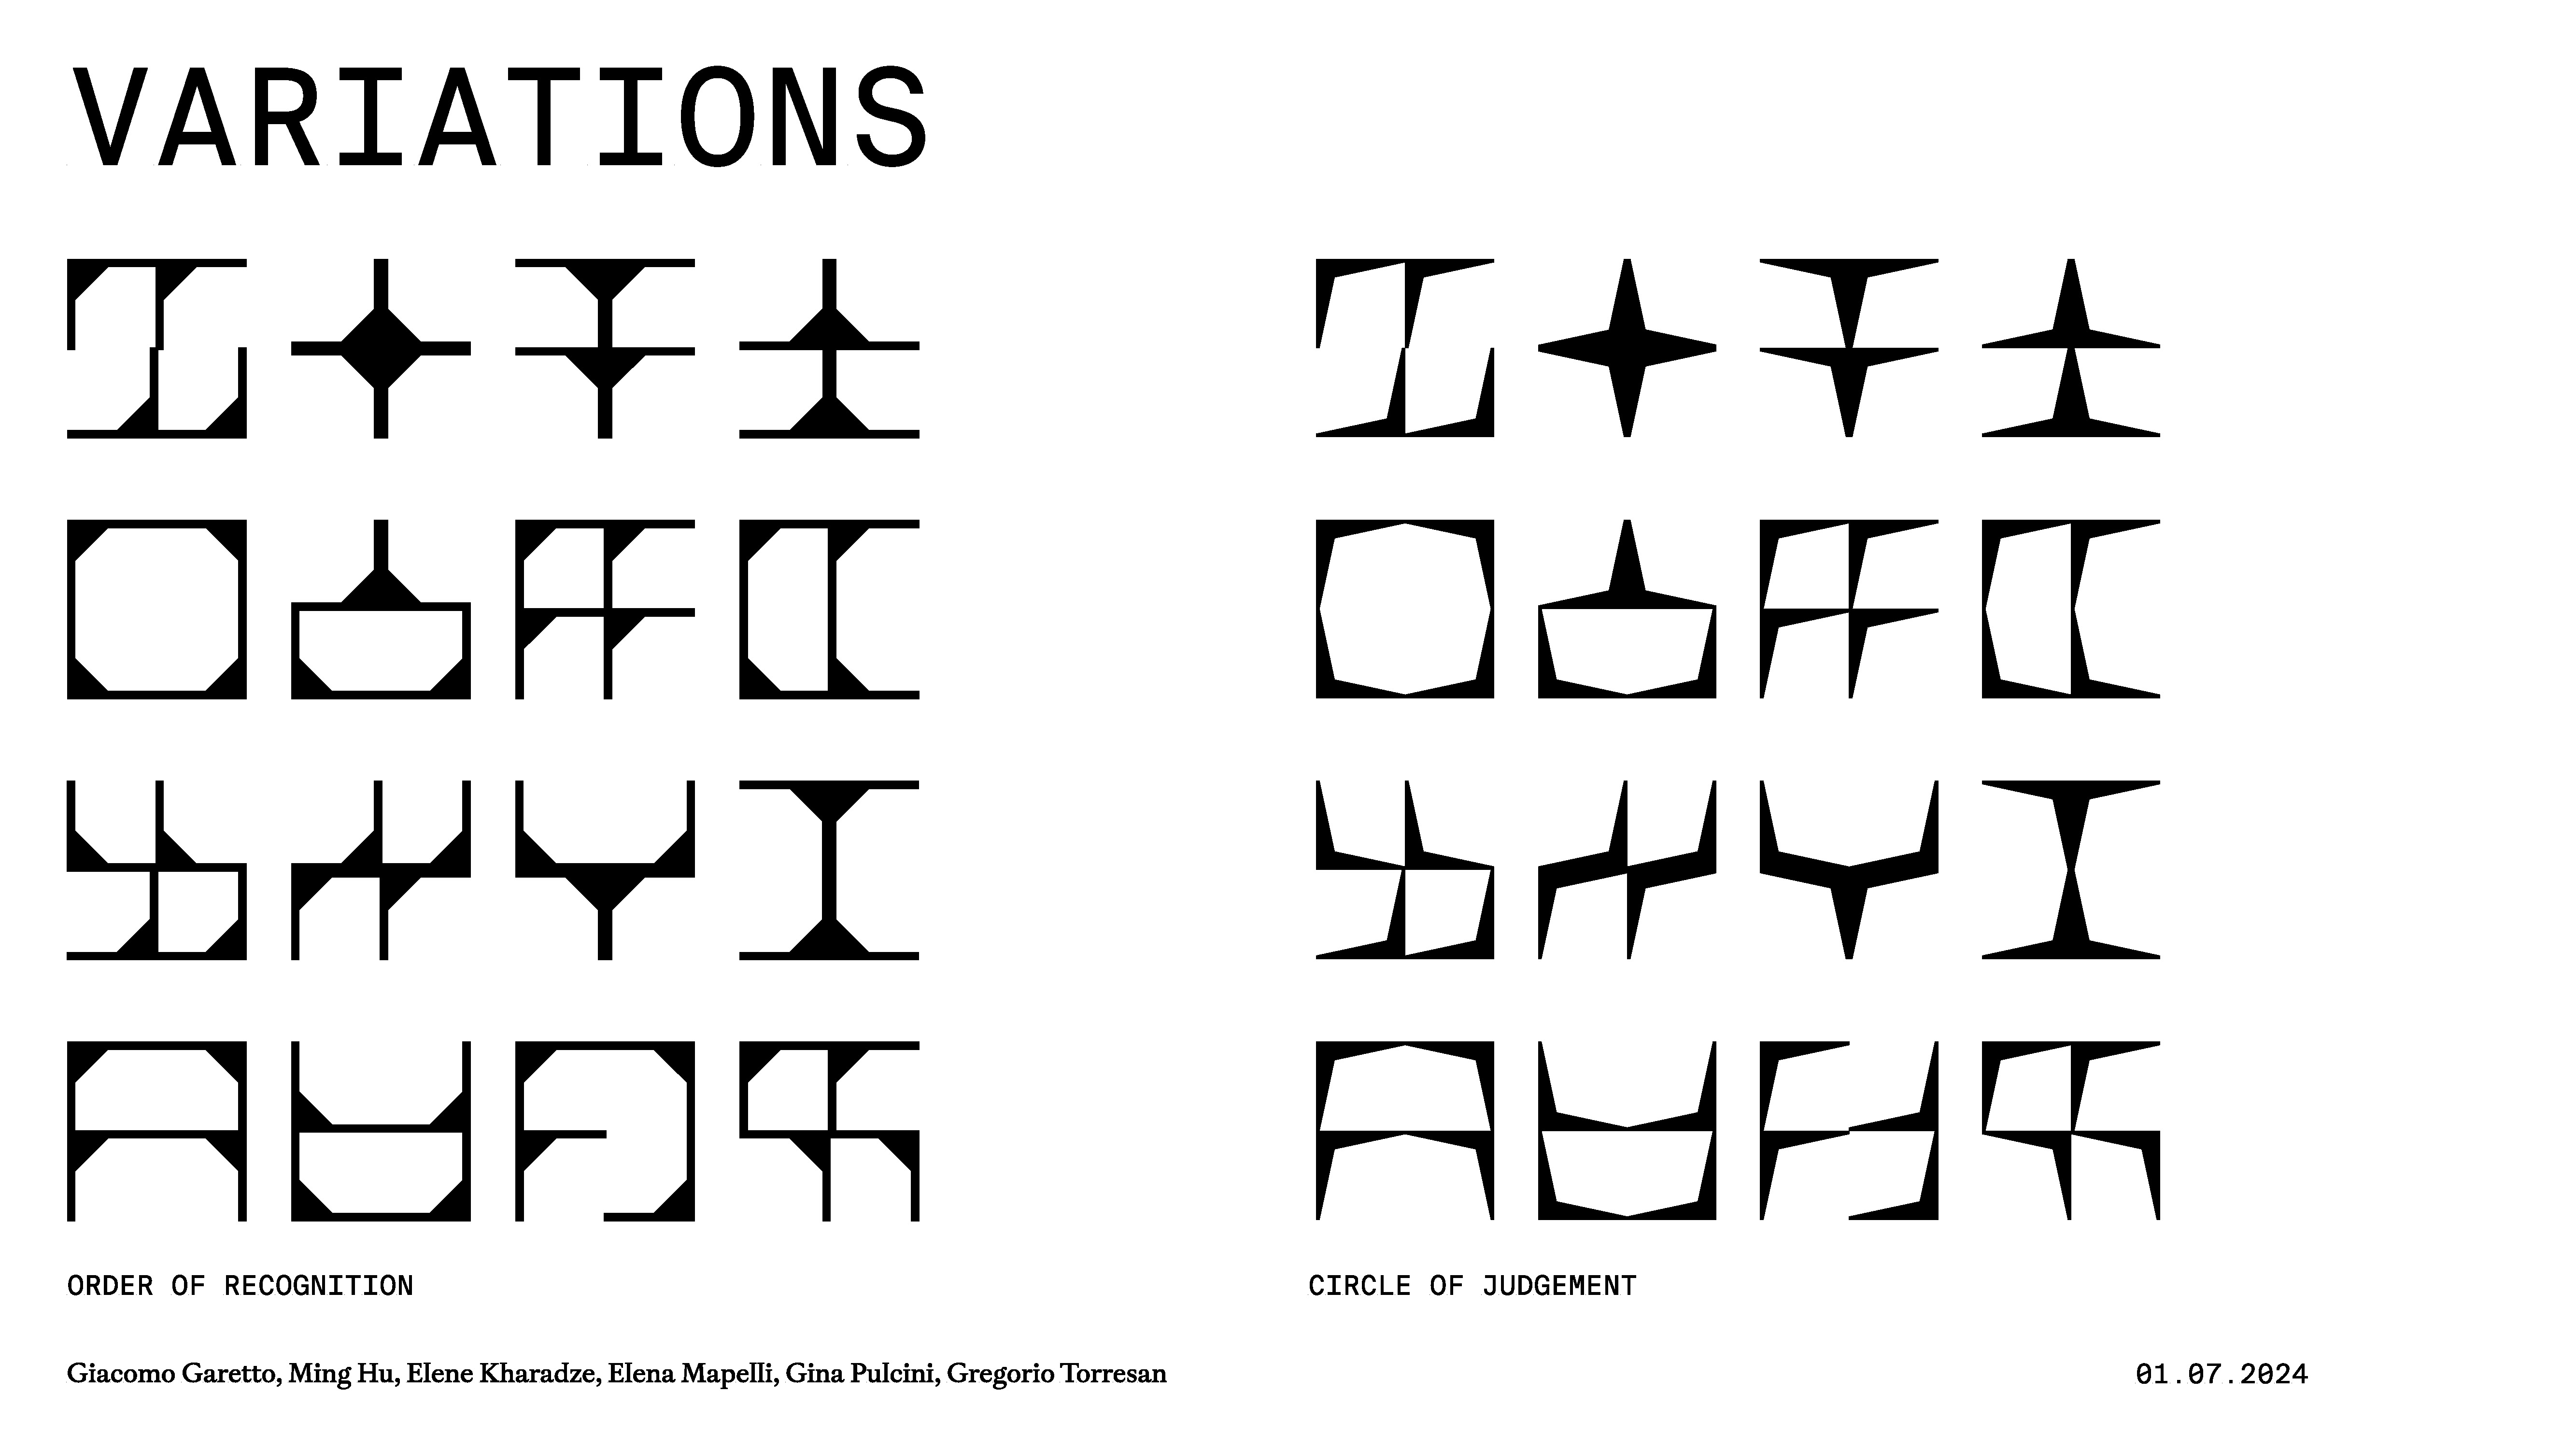 VARIATIONS
ORDER OF RECOGNITION
CIRCLE OF JUDGEMENT
Giacomo Garetto, Ming Hu, Elene Kharadze, Elena Mapelli, Gina Pulcini, Gregorio Torresan
01.07.2024